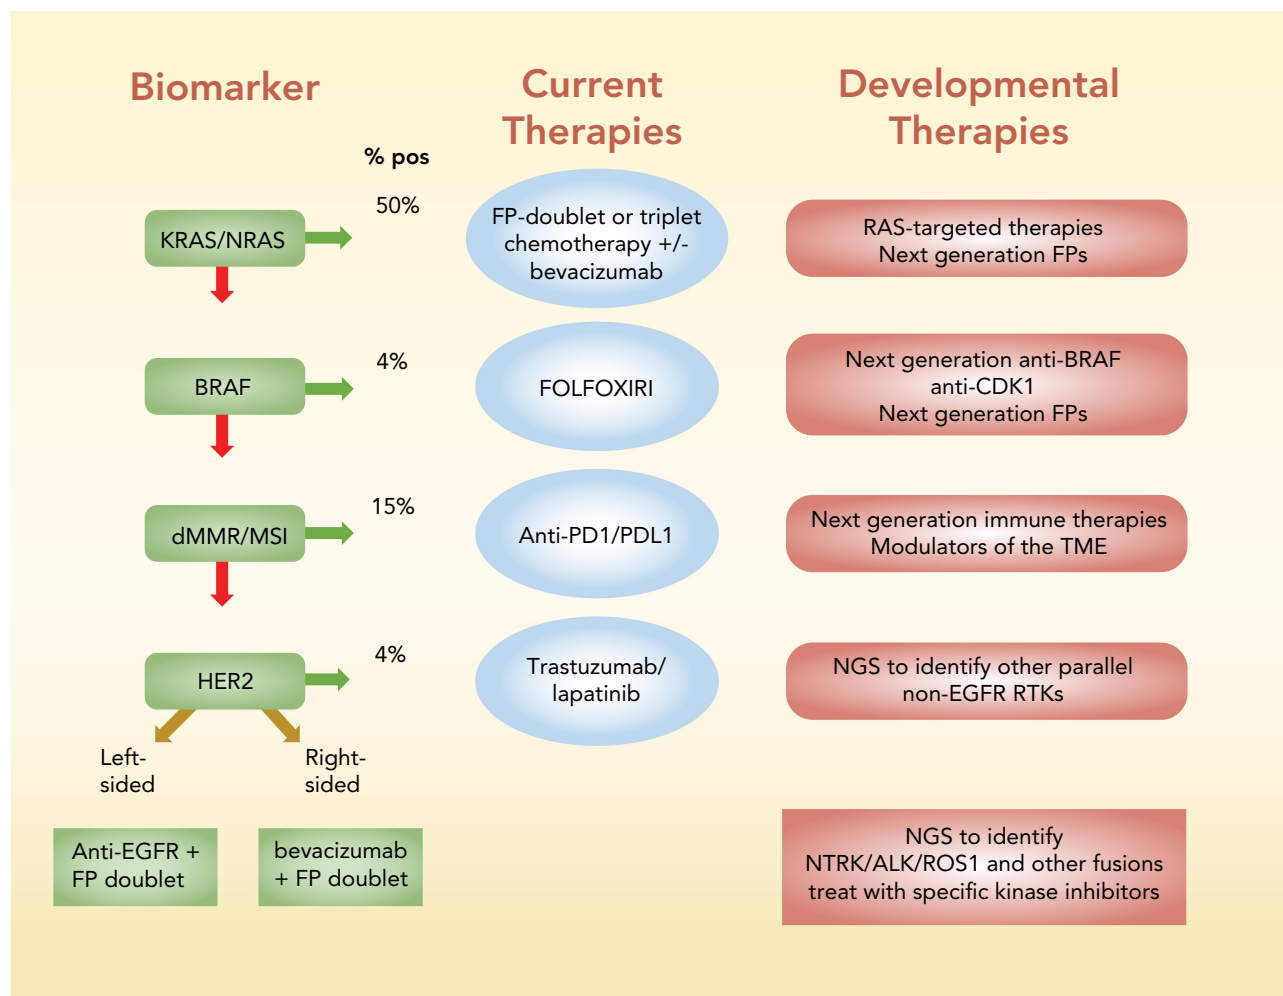 Biomarker
Current
Therapies
Developmental
Therapies
% pos
50%
KRAS/NRAS
FP-doublet or triplet
chemotherapy +/-
bevacizumab
RAS-targeted therapies
Next generation FPs
4%
BRAF
FOLFOXIRI
Next generation anti-BRAF
anti-CDK1
Next generation FPs
15%
dMMR/MSI
Anti-PD1/PDL1
Next generation immune therapies
Modulators of the TME
4%
HER2
Trastuzumab/
lapatinib
NGS to identify other parallel
non-EGFR RTKs
Left-
sided
Right-
sided
Anti-EGFR +
FP doublet
bevacizumab
+ FP doublet
NGS to identify
NTRK/ALK/ROS1 and other fusions
treat with specific kinase inhibitors